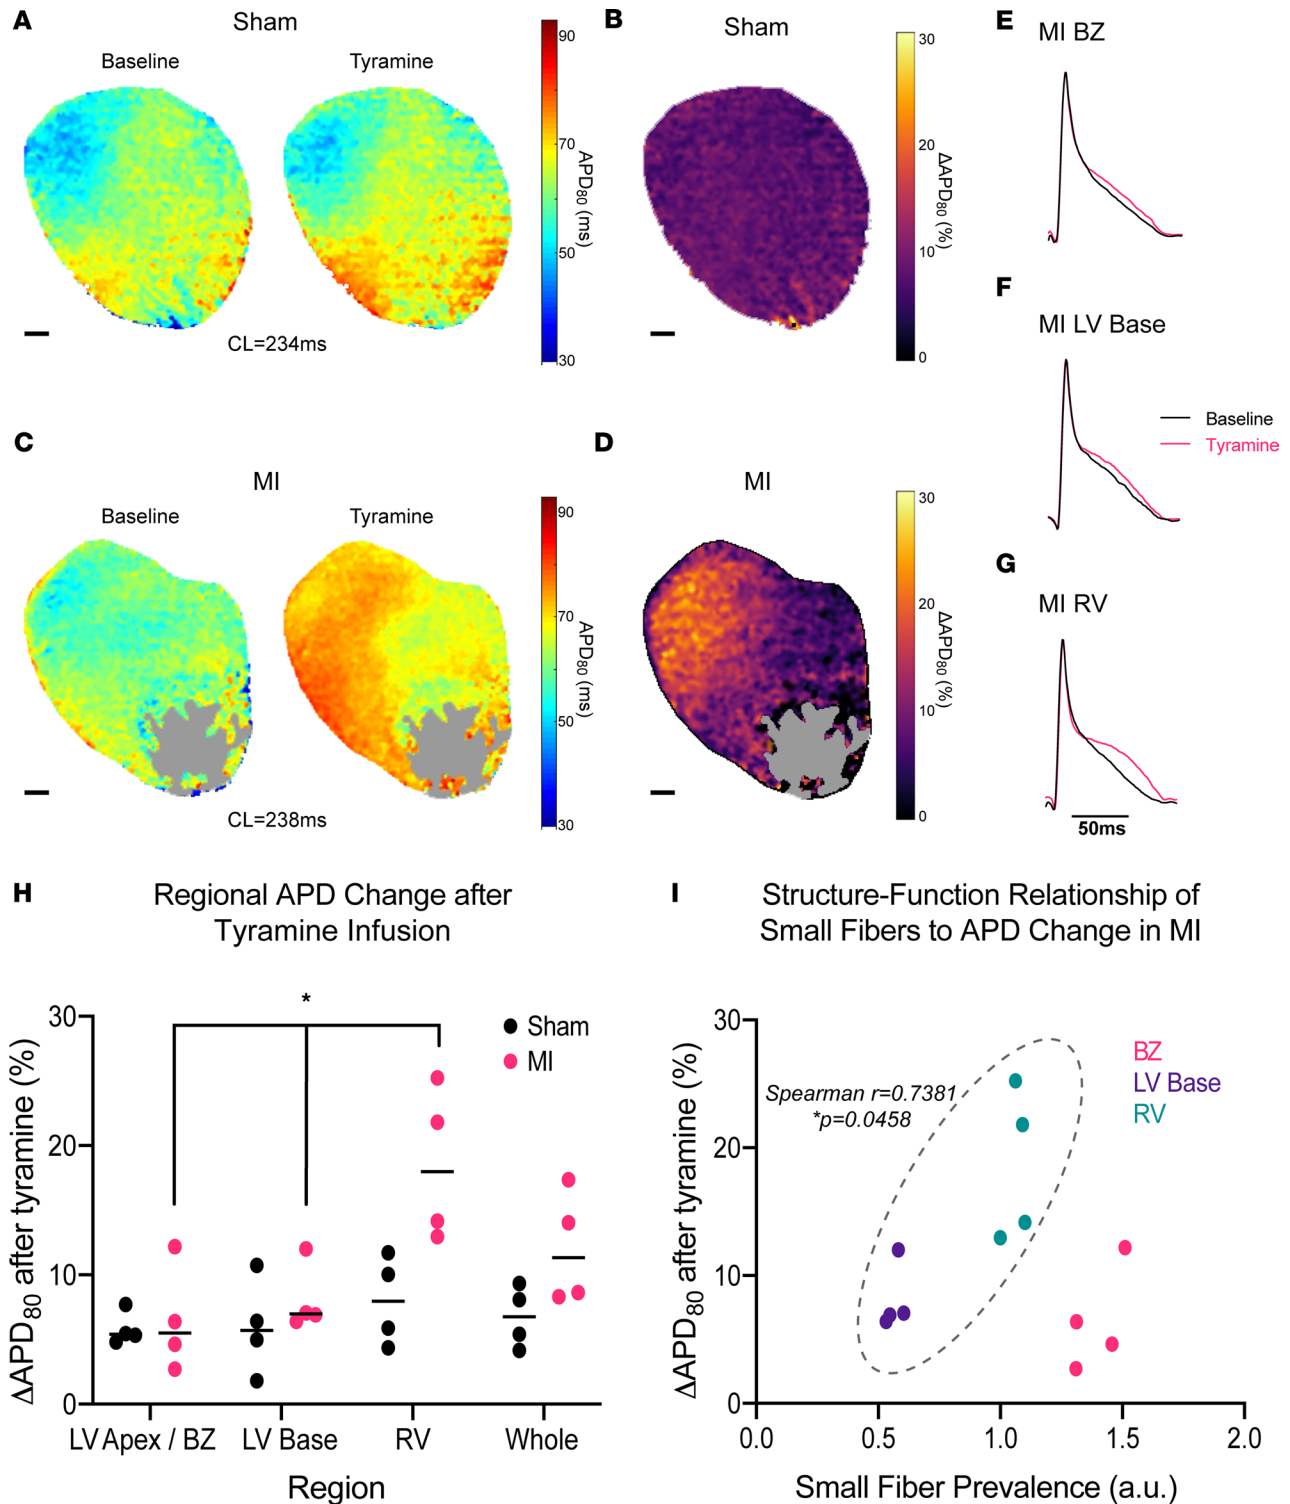 A
Sham
Baseline
Tyramine
90
70
50
30
APD80 (ms)
CL=234ms
B
Sham
30
20
10
0
ΔAPD80 (%)
C
MI
Baseline
Tyramine
90
70
50
30
APD80 (ms)
CL=238ms
D
MI
30
20
10
0
ΔAPD80 (%)
E
MI BZ
F
MI LV Base
Baseline
Tyramine
G
MI RV
50ms
H
Regional APD Change after
Tyramine Infusion
ΔAPD80 after tyramine (%)
30
20
10
0
*
Sham
MI
LV Apex / BZ
LV Base
RV
Whole
Region
I
Structure-Function Relationship of
Small Fibers to APD Change in MI
ΔAPD80 after tyramine (%)
30
20
10
0
Spearman r=0.7381
*p=0.0458
BZ
LV Base
RV
0.0
0.5
1.0
1.5
2.0
Small Fiber Prevalence (a.u.)